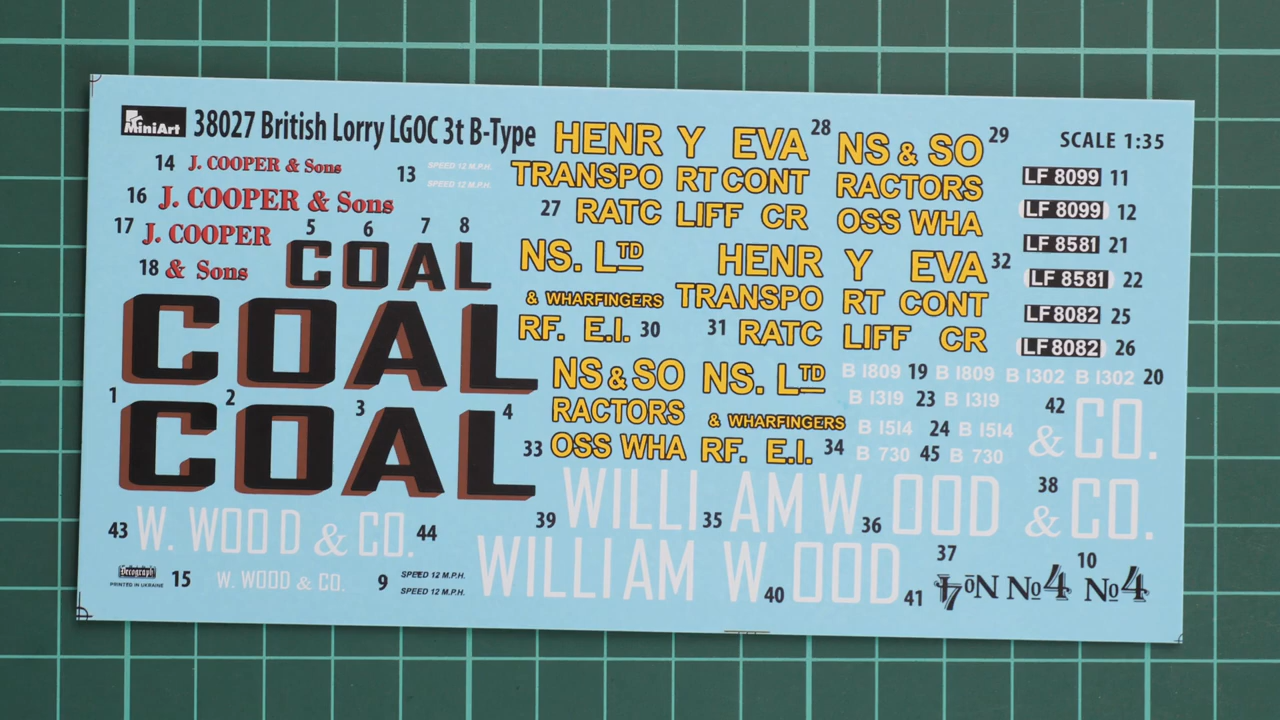 MiniArt 38027 British Lorry LGOC 3t B-Type
SCALE 1:35
14 J. COOPER & Sons
13 SPEED 12 M.P.H.
SPEED 12 M.P.H.
16 J. COOPER & Sons
17 J. COOPER
18 & Sons
5 6 7 8
COAL
COAL
1 2 3 4
COAL
HENR Y EVA 28 NS & SO 29
TRANSPO RT CONT RACTORS
27 RATC LIFF CR OSS WHA
NS. LTD HENR Y EVA 32
& WHARFINGERS TRANSPO RT CONT
RF. E.I. 30 31 RATC LIFF CR
NS & SO NS. LTD
RACTORS & WHARFINGERS
33 OSS WHA RF. E.I. 34
LF 8099 11
LF 8099 12
LF 8581 21
LF 8581 22
LF 8082 25
LF 8082 26
B 1809 19 B 1809 B 1302 B 1302 20
B 1319 23 B 1319
B 1514 24 B 1514
B 730 45 B 730
42 & CO.
39 WILLI 35 AM W 36 OOD 38 & CO.
43 W. WOOD & CO. 44
WILLIAM W. 40 OOD 41
37 10
No4 No4 No4
Decograph
PRINTED IN UKRAINE
15 W. WOOD & CO.
9 SPEED 12 M.P.H.
SPEED 12 M.P.H.